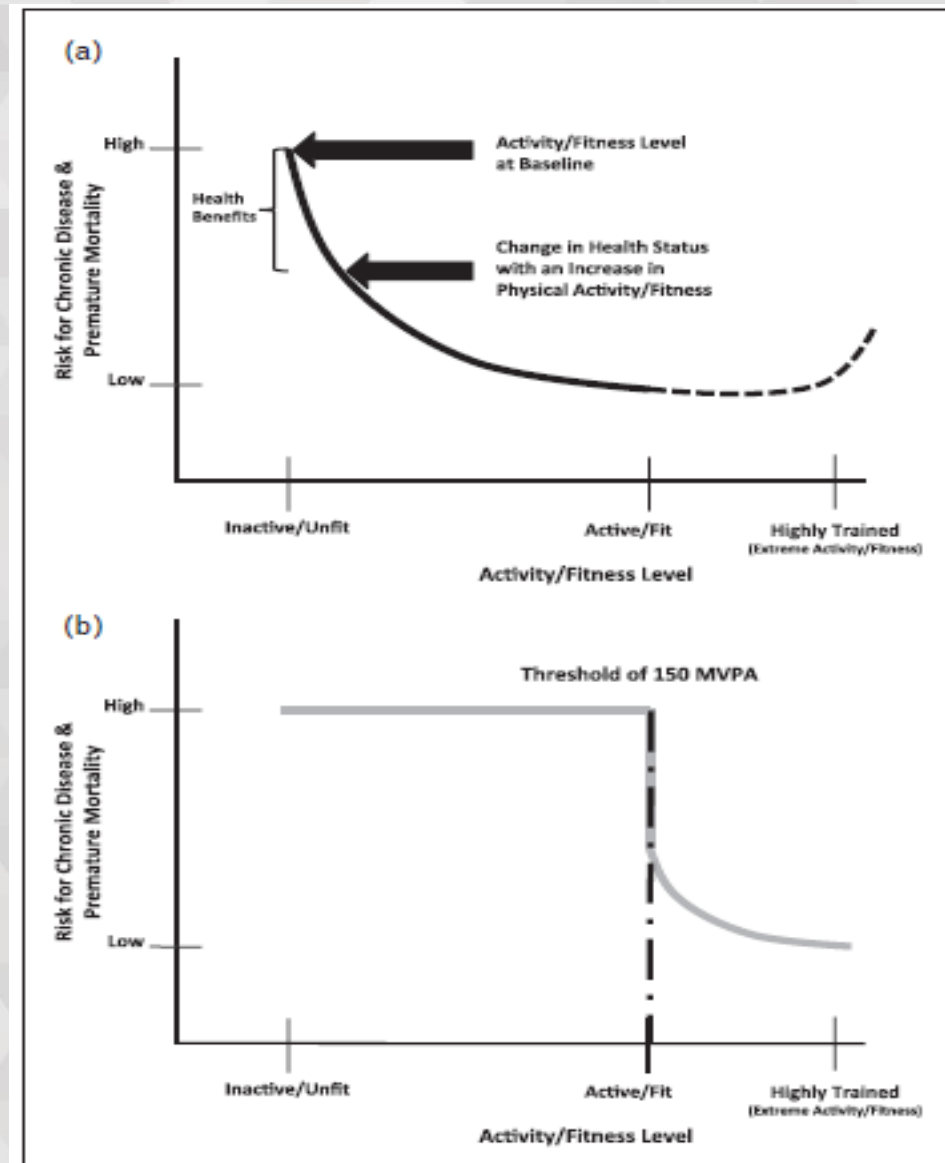 (a)
High
Activity/Fitness Level
at Baseline
Health
Benefits
Change in Health Status
with an Increase in
Physical Activity/Fitness
Risk for Chronic Disease &
Premature Mortality
Low
Inactive/Unfit
Active/Fit
Highly Trained
(Extreme Activity/Fitness)
Activity/Fitness Level
(b)
Threshold of 150 MVPA
High
Risk for Chronic Disease &
Premature Mortality
Low
Inactive/Unfit
Active/Fit
Highly Trained
(Extreme Activity/Fitness)
Activity/Fitness Level